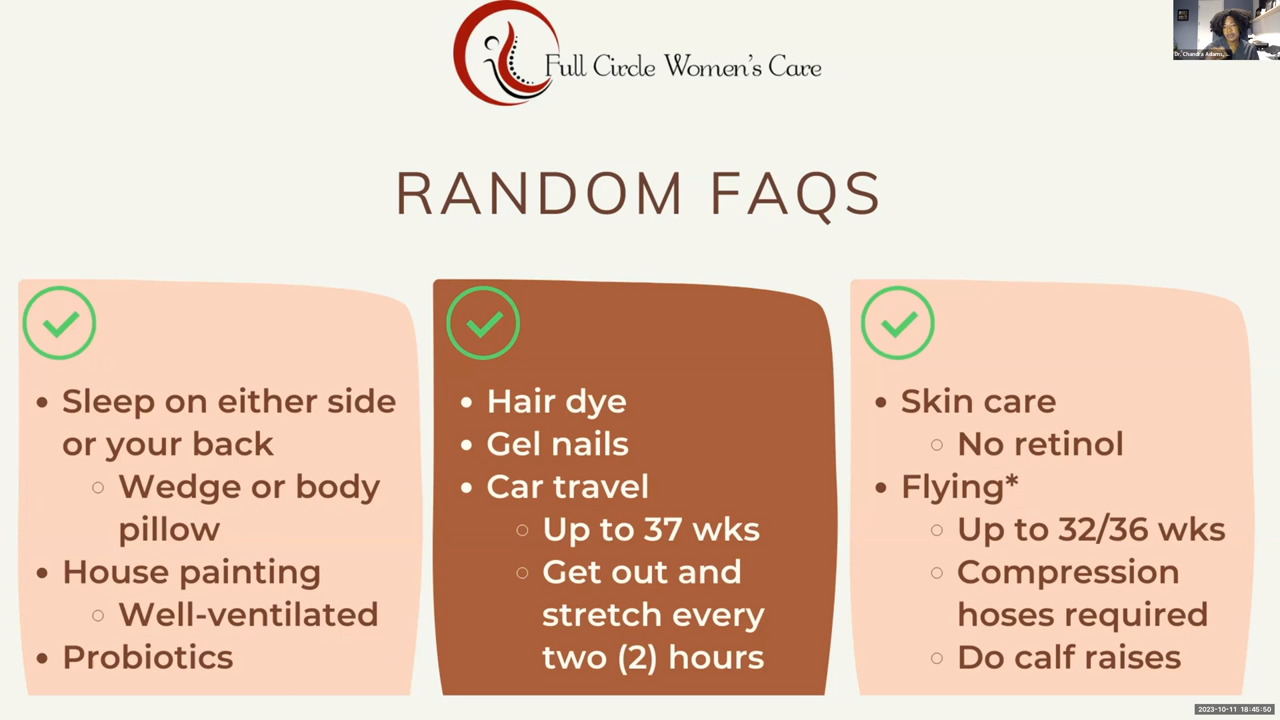 Full Circle Women's Care
Dr. Chandra Adams,...
RANDOM FAQS
Sleep on either side
or your back
Wedge or body
pillow
House painting
Well-ventilated
Probiotics
Hair dye
Gel nails
Car travel
Up to 37 wks
Get out and
stretch every
two (2) hours
Skin care
No retinol
Flying*
Up to 32/36 wks
Compression
hoses required
Do calf raises
2023-10-11 18:45:50